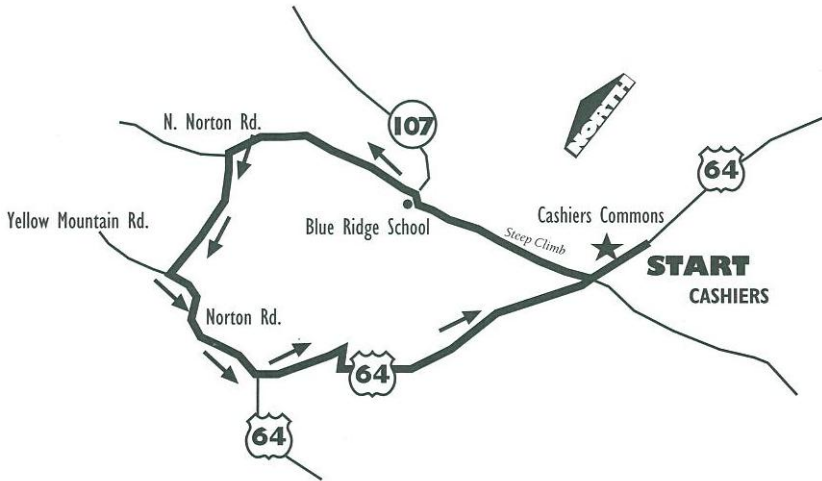 N. Norton Rd.
107
NORTH
64
Yellow Mountain Rd.
Blue Ridge School
Steep Climb
Cashiers Commons
START
CASHIERS
Norton Rd.
64
64